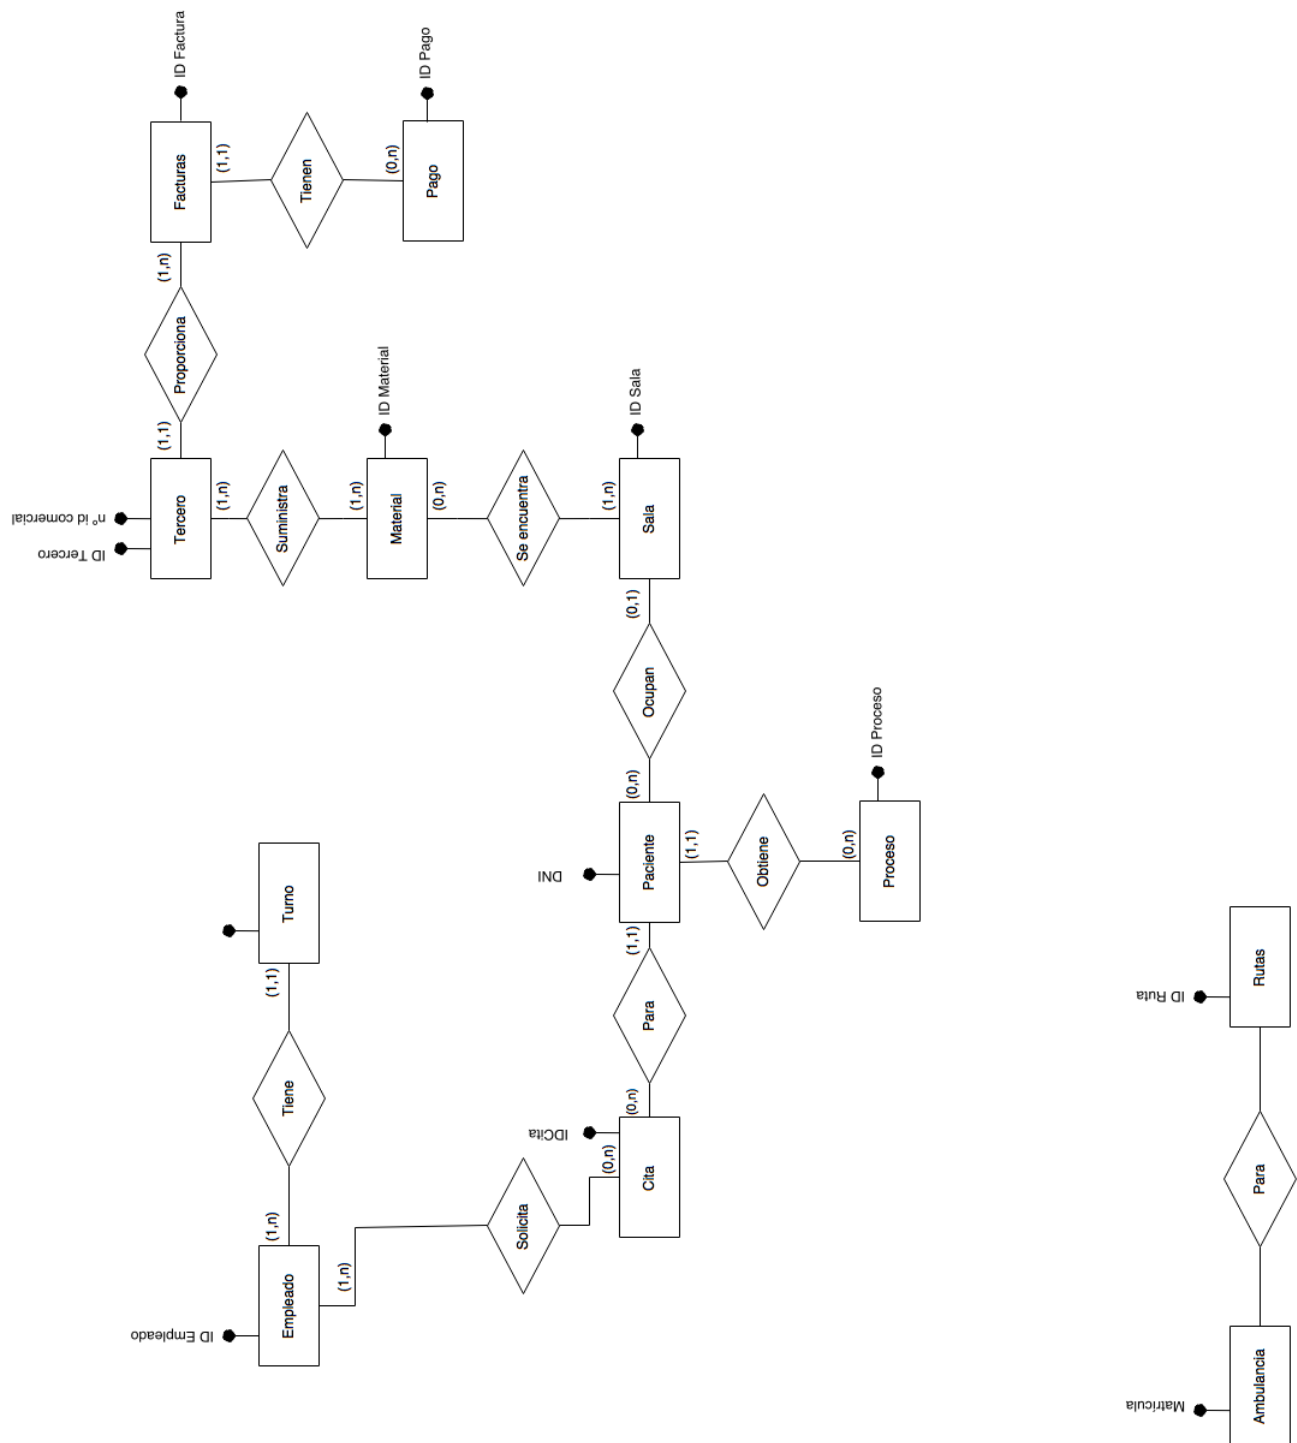 ID Factura
Facturas
(1,1)
Tienen
(0,n)
Pago
ID Pago
(1,n)
Proporciona
(1,1)
nº id comercial
ID Tercero
Tercero
(1,n)
Suministra
(1,n)
Material
ID Material
(0,n)
Se encuentra
(1,n)
Sala
ID Sala
(0,1)
Ocupan
(0,n)
DNI
Paciente
(1,1)
Obtiene
(0,n)
Proceso
ID Proceso
(1,1)
Para
(0,n)
IDCita
Cita
(0,n)
Solicita
(1,n)
Turno
(1,1)
Tiene
(1,n)
Empleado
ID Empleado
ID Ruta
Rutas
Para
Matricula
Ambulancia